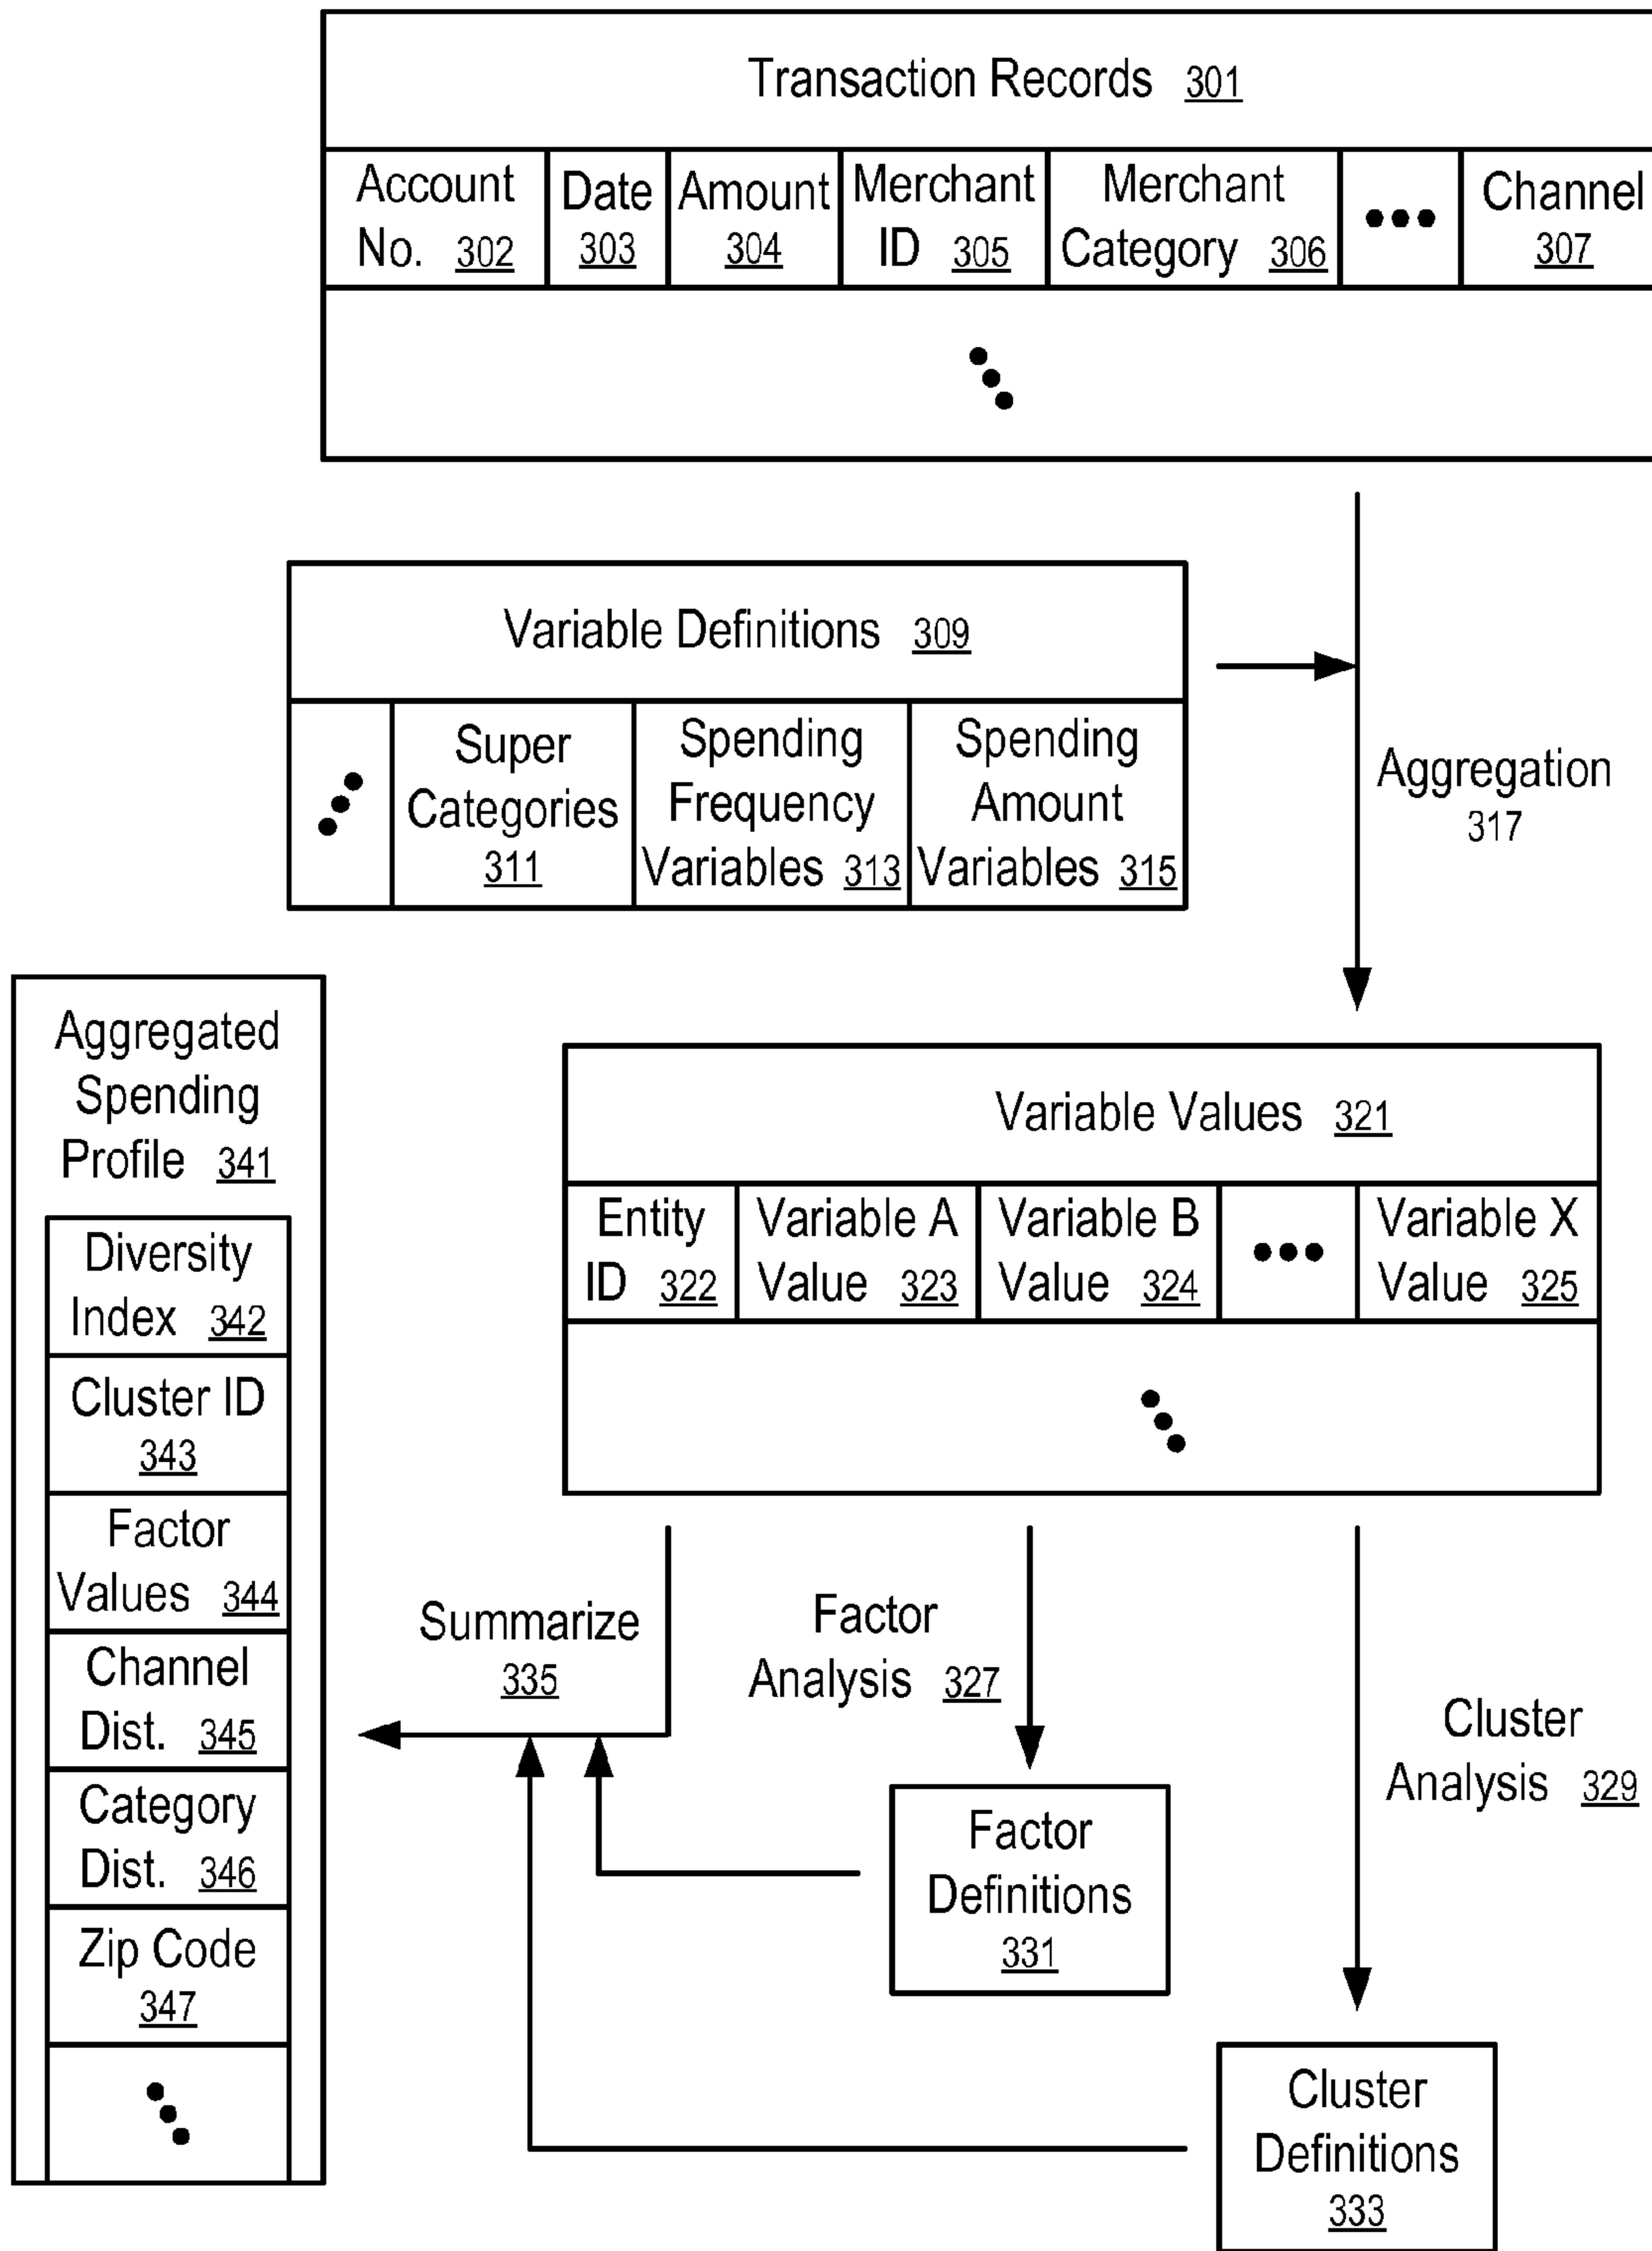 Transaction Records 301
Account
No. 302
Date
303
Amount
304
Merchant
ID 305
Merchant
Category 306
•••
Channel
307
Variable Definitions 309
Super
Categories
311
Spending
Frequency
Variables 313
Spending
Amount
Variables 315
Aggregation
317
Variable Values 321
Entity
ID 322
Variable A
Value 323
Variable B
Value 324
•••
Variable X
Value 325
Aggregated
Spending
Profile 341
Diversity
Index 342
Cluster ID
343
Factor
Values 344
Channel
Dist. 345
Category
Dist. 346
Zip Code
347
Summarize
335
Factor
Analysis 327
Cluster
Analysis 329
Factor
Definitions
331
Cluster
Definitions
333